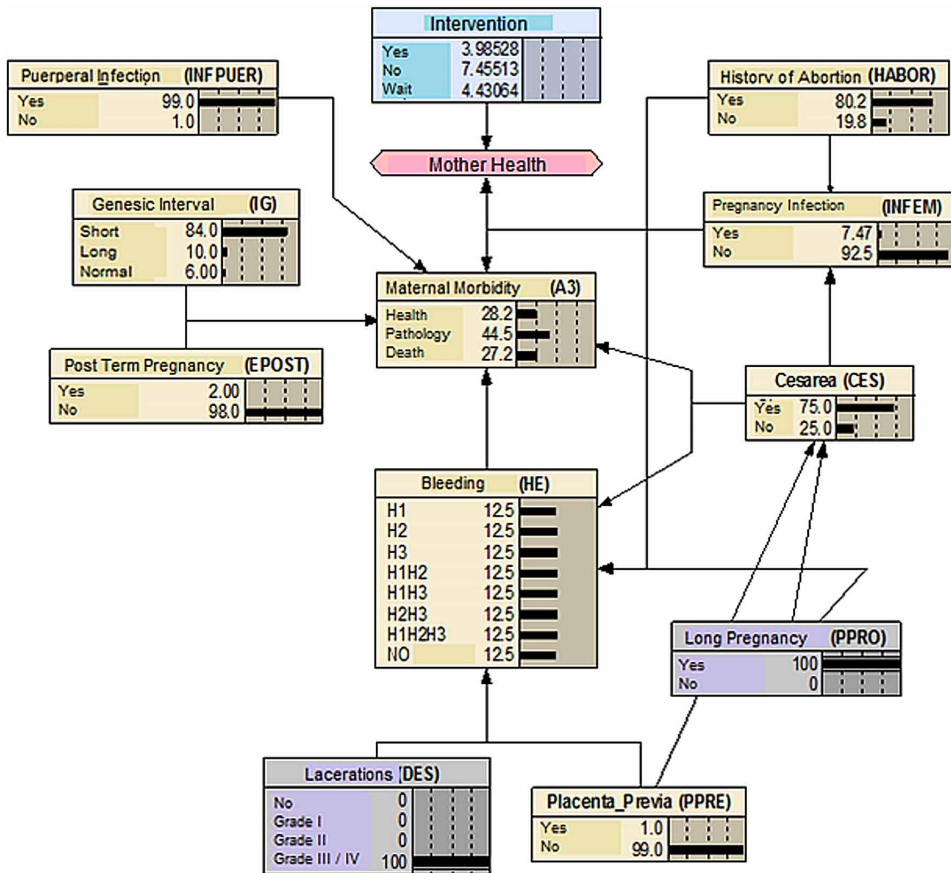 Intervention
Yes 3.98528
No 7.45513
Wait 4.43064
Puerperal Infection (INFPUER)
Yes 99.0
No 1.0
History of Abortion (HABOR)
Yes 80.2
No 19.8
Mother Health
Genesic Interval (IG)
Short 84.0
Long 10.0
Normal 6.00
Pregnancy Infection (INFEM)
Yes 7.47
No 92.5
Maternal Morbidity (A3)
Health 28.2
Pathology 44.5
Death 27.2
Post Term Pregnancy (EPOST)
Yes 2.00
No 98.0
Cesarea (CES)
Yes 75.0
No 25.0
Bleeding (HE)
H1 12.5
H2 12.5
H3 12.5
H1H2 12.5
H1H3 12.5
H2H3 12.5
H1H2H3 12.5
NO 12.5
Long Pregnancy (PPRO)
Yes 100
No 0
Lacerations (DES)
No 0
Grade I 0
Grade II 0
Grade III / IV 100
Placenta_Previa (PPRE)
Yes 1.0
No 99.0